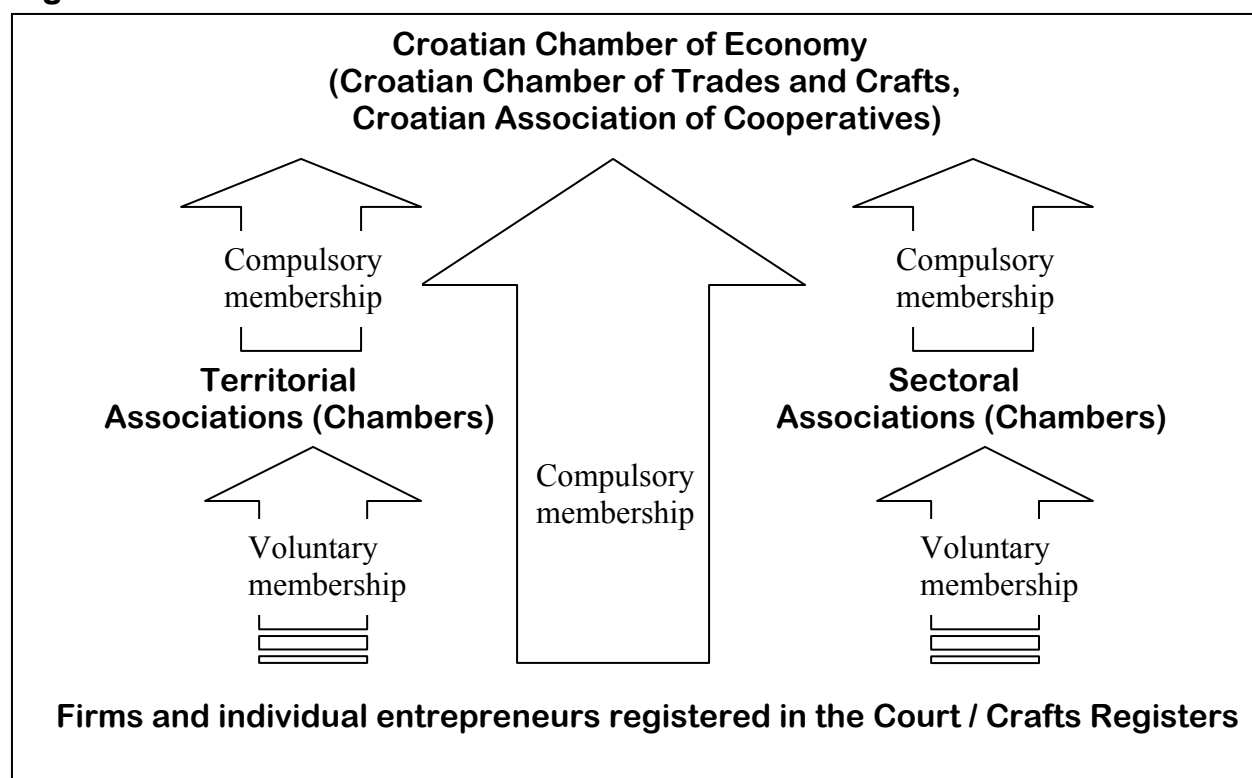 Croatian Chamber of Economy
(Croatian Chamber of Trades and Crafts,
Croatian Association of Cooperatives)
Compulsory
membership
Compulsory
membership
Territorial
Associations (Chambers)
Sectoral
Associations (Chambers)
Compulsory
membership
Voluntary
membership
Voluntary
membership
Firms and individual entrepreneurs registered in the Court / Crafts Registers